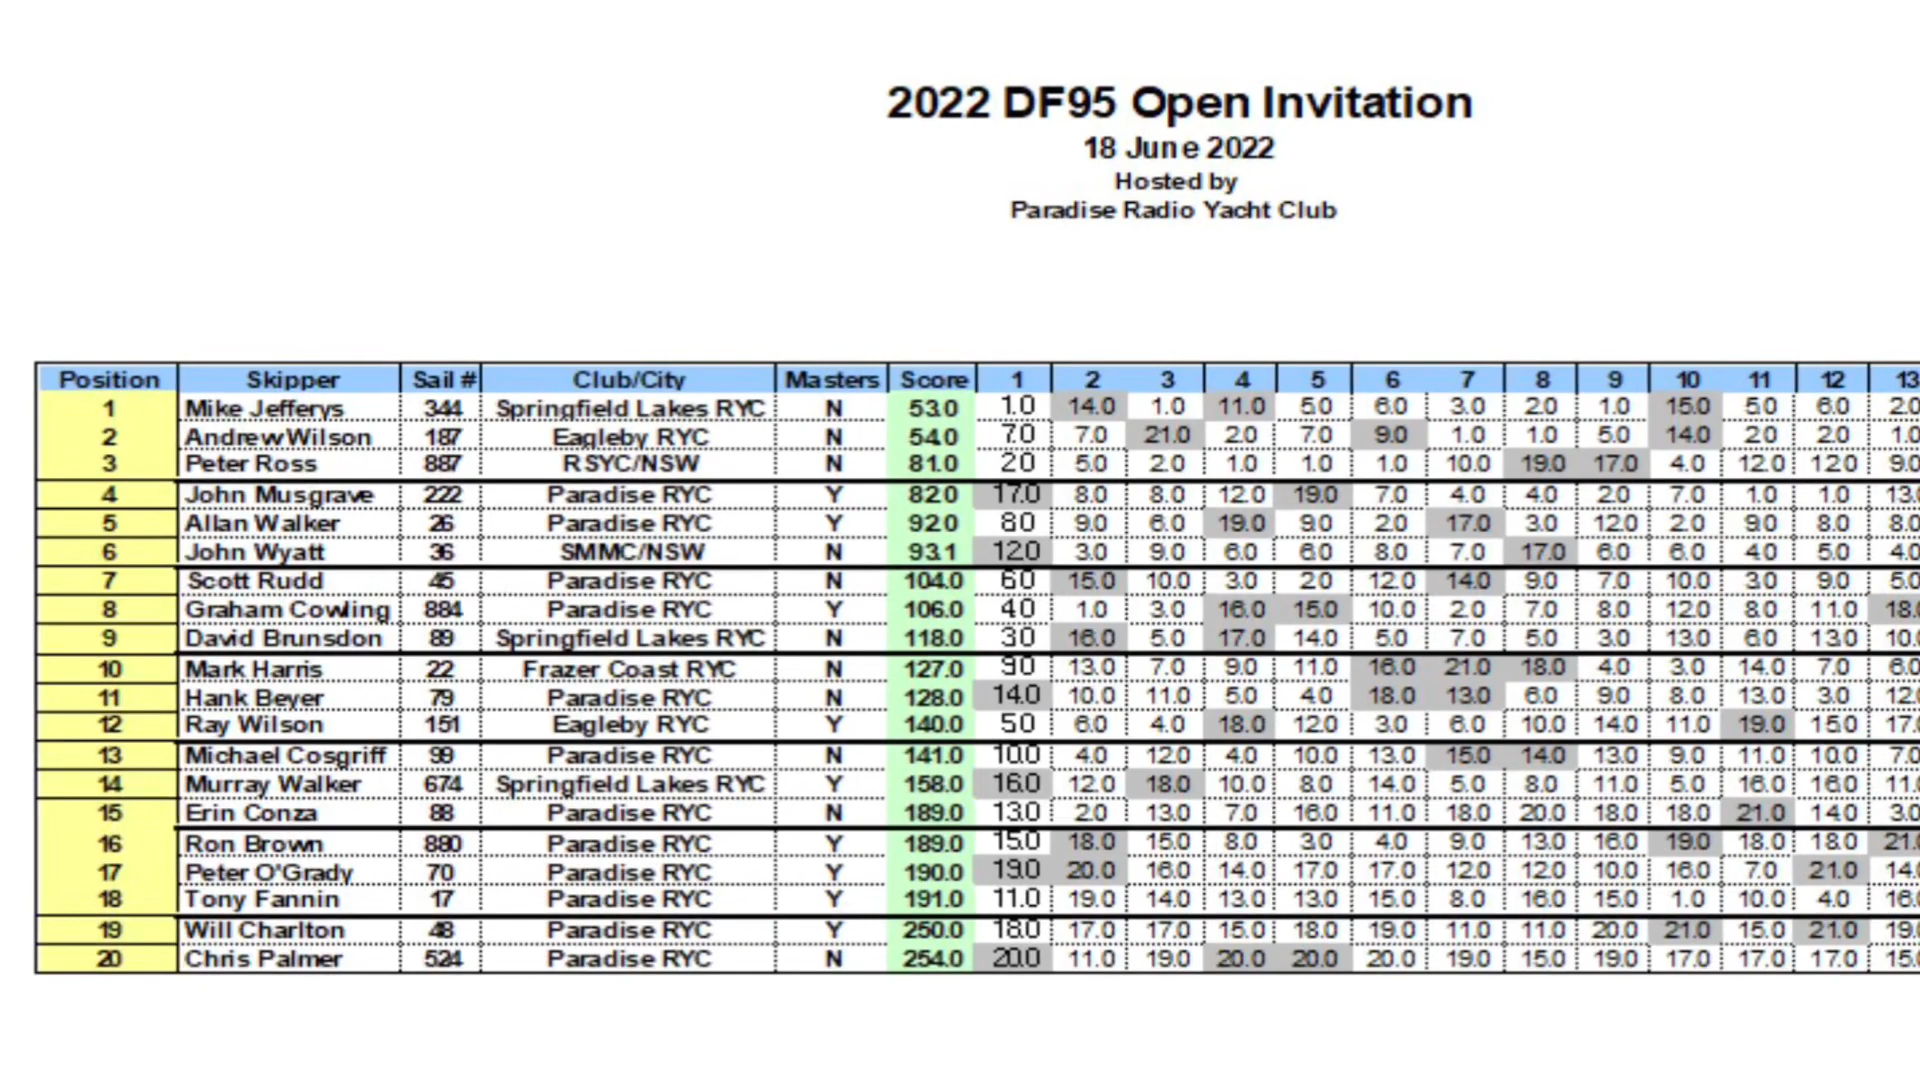 2022 DF95 Open Invitation
18 June 2022
Hosted by
Paradise Radio Yacht Club
Position Skipper Sail # Club/City Masters Score 1 2 3 4 5 6 7 8 9 10 11 12 13
1 Mike Jefferys 344 Springfield Lakes RYC N 53.0 1.0 14.0 1.0 11.0 5.0 6.0 3.0 2.0 1.0 15.0 5.0 6.0 2.0
2 Andrew Wilson 187 Eagleby RYC N 54.0 7.0 7.0 21.0 2.0 7.0 9.0 1.0 1.0 5.0 14.0 2.0 2.0 1.0
3 Peter Ross 887 RSYC/NSW N 81.0 2.0 5.0 2.0 1.0 1.0 1.0 10.0 19.0 17.0 4.0 12.0 12.0 9.0
4 John Musgrave 222 Paradise RYC Y 82.0 17.0 8.0 8.0 12.0 19.0 7.0 4.0 4.0 2.0 7.0 1.0 1.0 13.0
5 Allan Walker 26 Paradise RYC Y 92.0 8.0 9.0 6.0 19.0 9.0 2.0 17.0 3.0 12.0 2.0 9.0 8.0 8.0
6 John Wyatt 36 SMMC/NSW N 93.1 12.0 3.0 9.0 6.0 6.0 8.0 7.0 17.0 6.0 6.0 4.0 5.0 4.0
7 Scott Rudd 45 Paradise RYC N 104.0 6.0 15.0 10.0 3.0 2.0 12.0 14.0 9.0 7.0 10.0 3.0 9.0 5.0
8 Graham Cowling 884 Paradise RYC Y 106.0 4.0 1.0 3.0 16.0 15.0 10.0 2.0 7.0 8.0 12.0 8.0 11.0 18.
9 David Brunsdon 89 Springfield Lakes RYC N 118.0 3.0 16.0 5.0 17.0 14.0 5.0 7.0 5.0 3.0 13.0 6.0 13.0 10.
10 Mark Harris 22 Frazer Coast RYC N 127.0 9.0 13.0 7.0 9.0 11.0 16.0 21.0 18.0 4.0 3.0 14.0 7.0 6.0
11 Hank Beyer 79 Paradise RYC N 128.0 14.0 10.0 11.0 5.0 4.0 18.0 13.0 6.0 9.0 8.0 13.0 3.0 12.
12 Ray Wilson 151 Eagleby RYC Y 140.0 5.0 6.0 4.0 18.0 12.0 3.0 6.0 10.0 14.0 11.0 19.0 15.0 17.
13 Michael Cosgriff 99 Paradise RYC N 141.0 10.0 4.0 12.0 4.0 10.0 13.0 15.0 14.0 13.0 9.0 11.0 10.0 7.0
14 Murray Walker 674 Springfield Lakes RYC Y 158.0 16.0 12.0 18.0 10.0 8.0 14.0 5.0 8.0 11.0 5.0 16.0 16.0 11.
15 Erin Conza 88 Paradise RYC N 189.0 13.0 2.0 13.0 7.0 16.0 11.0 18.0 20.0 18.0 18.0 21.0 14.0 3.0
16 Ron Brown 880 Paradise RYC Y 189.0 15.0 18.0 15.0 8.0 3.0 4.0 9.0 13.0 16.0 19.0 18.0 18.0 21.
17 Peter O'Grady 70 Paradise RYC Y 190.0 19.0 20.0 16.0 14.0 17.0 17.0 12.0 12.0 10.0 16.0 7.0 21.0 14.
18 Tony Fannin 17 Paradise RYC Y 191.0 11.0 19.0 14.0 13.0 13.0 15.0 8.0 16.0 15.0 1.0 10.0 4.0 16.
19 Will Charlton 48 Paradise RYC Y 250.0 18.0 17.0 17.0 15.0 18.0 19.0 11.0 11.0 20.0 21.0 15.0 21.0 19.
20 Chris Palmer 524 Paradise RYC N 254.0 20.0 11.0 19.0 20.0 20.0 20.0 19.0 15.0 19.0 17.0 17.0 17.0 15.